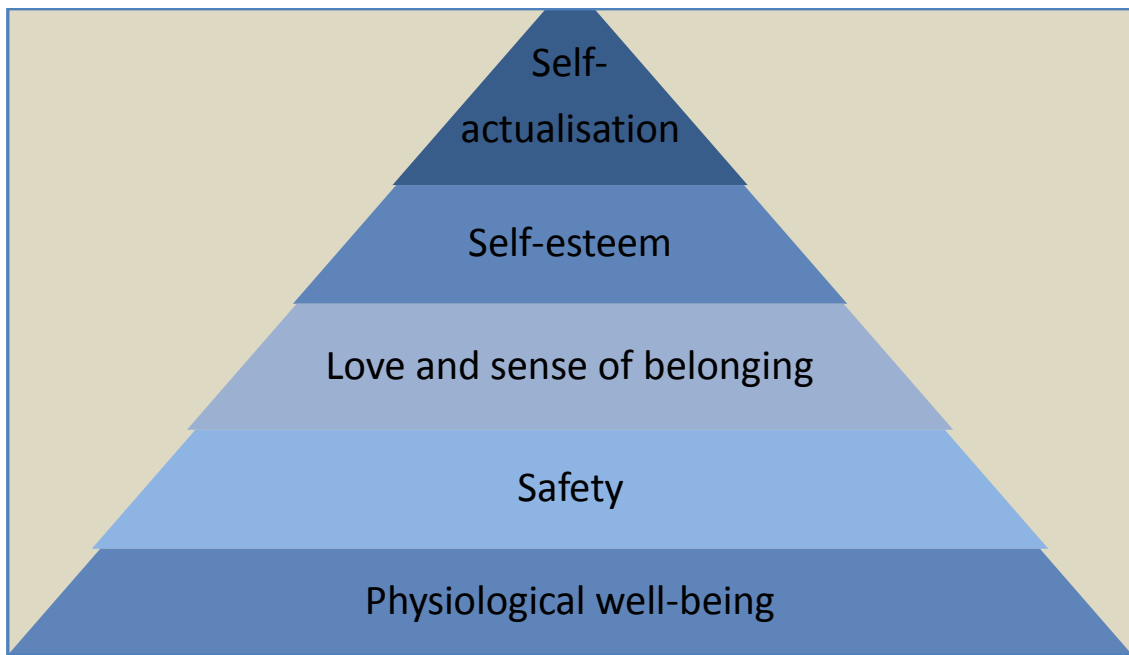 Self-
actualisation
Self-esteem
Love and sense of belonging
Safety
Physiological well-being